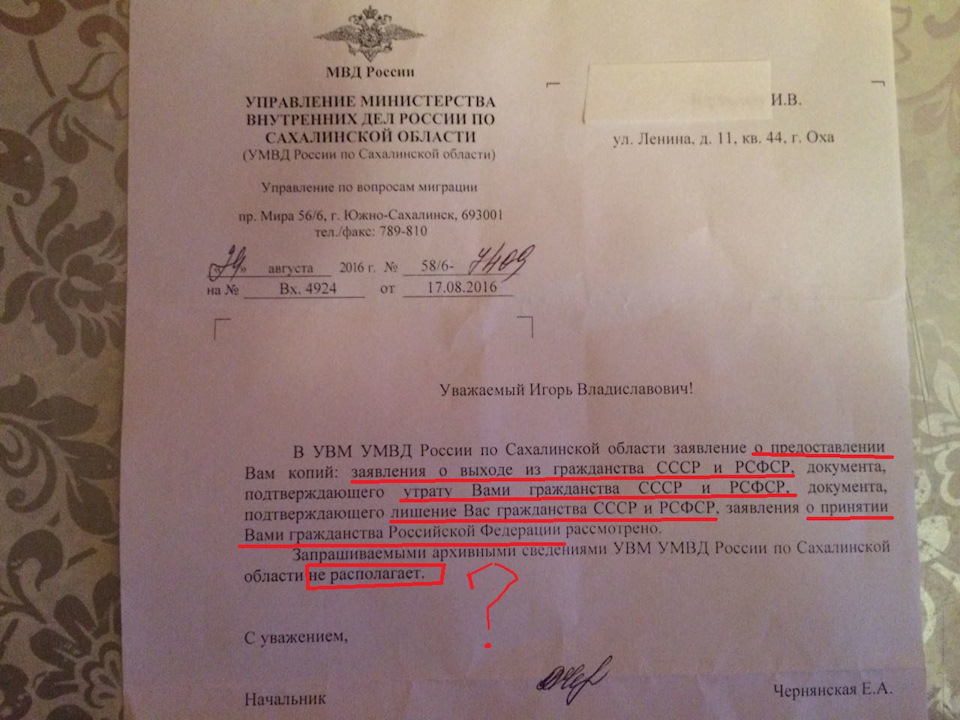 МВД России
УПРАВЛЕНИЕ МИНИСТЕРСТВА
ВНУТРЕННИХ ДЕЛ РОССИИ ПО
САХАЛИНСКОЙ ОБЛАСТИ
(УМВД России по Сахалинской области)
Управление по вопросам миграции
пр. Мира 56/6, г. Южно-Сахалинск, 693001
тел./факс: 789-810
«29» августа 2016 г. № 58/6-7409
на № Вх. 4924 от 17.08.2016
И.В.
ул. Ленина, д. 11, кв. 44, г. Оха
Уважаемый Игорь Владиславович!
В УВМ УМВД России по Сахалинской области заявление о предоставлении
Вам копий: заявления о выходе из гражданства СССР и РСФСР, документа,
подтверждающего утрату Вами гражданства СССР и РСФСР, документа,
подтверждающего лишение Вас гражданства СССР и РСФСР, заявления о принятии
Вами гражданства Российской Федерации рассмотрено.
Запрашиваемыми архивными сведениями УВМ УМВД России по Сахалинской
области не располагает.
?
С уважением,
Начальник
Чернянская Е.А.